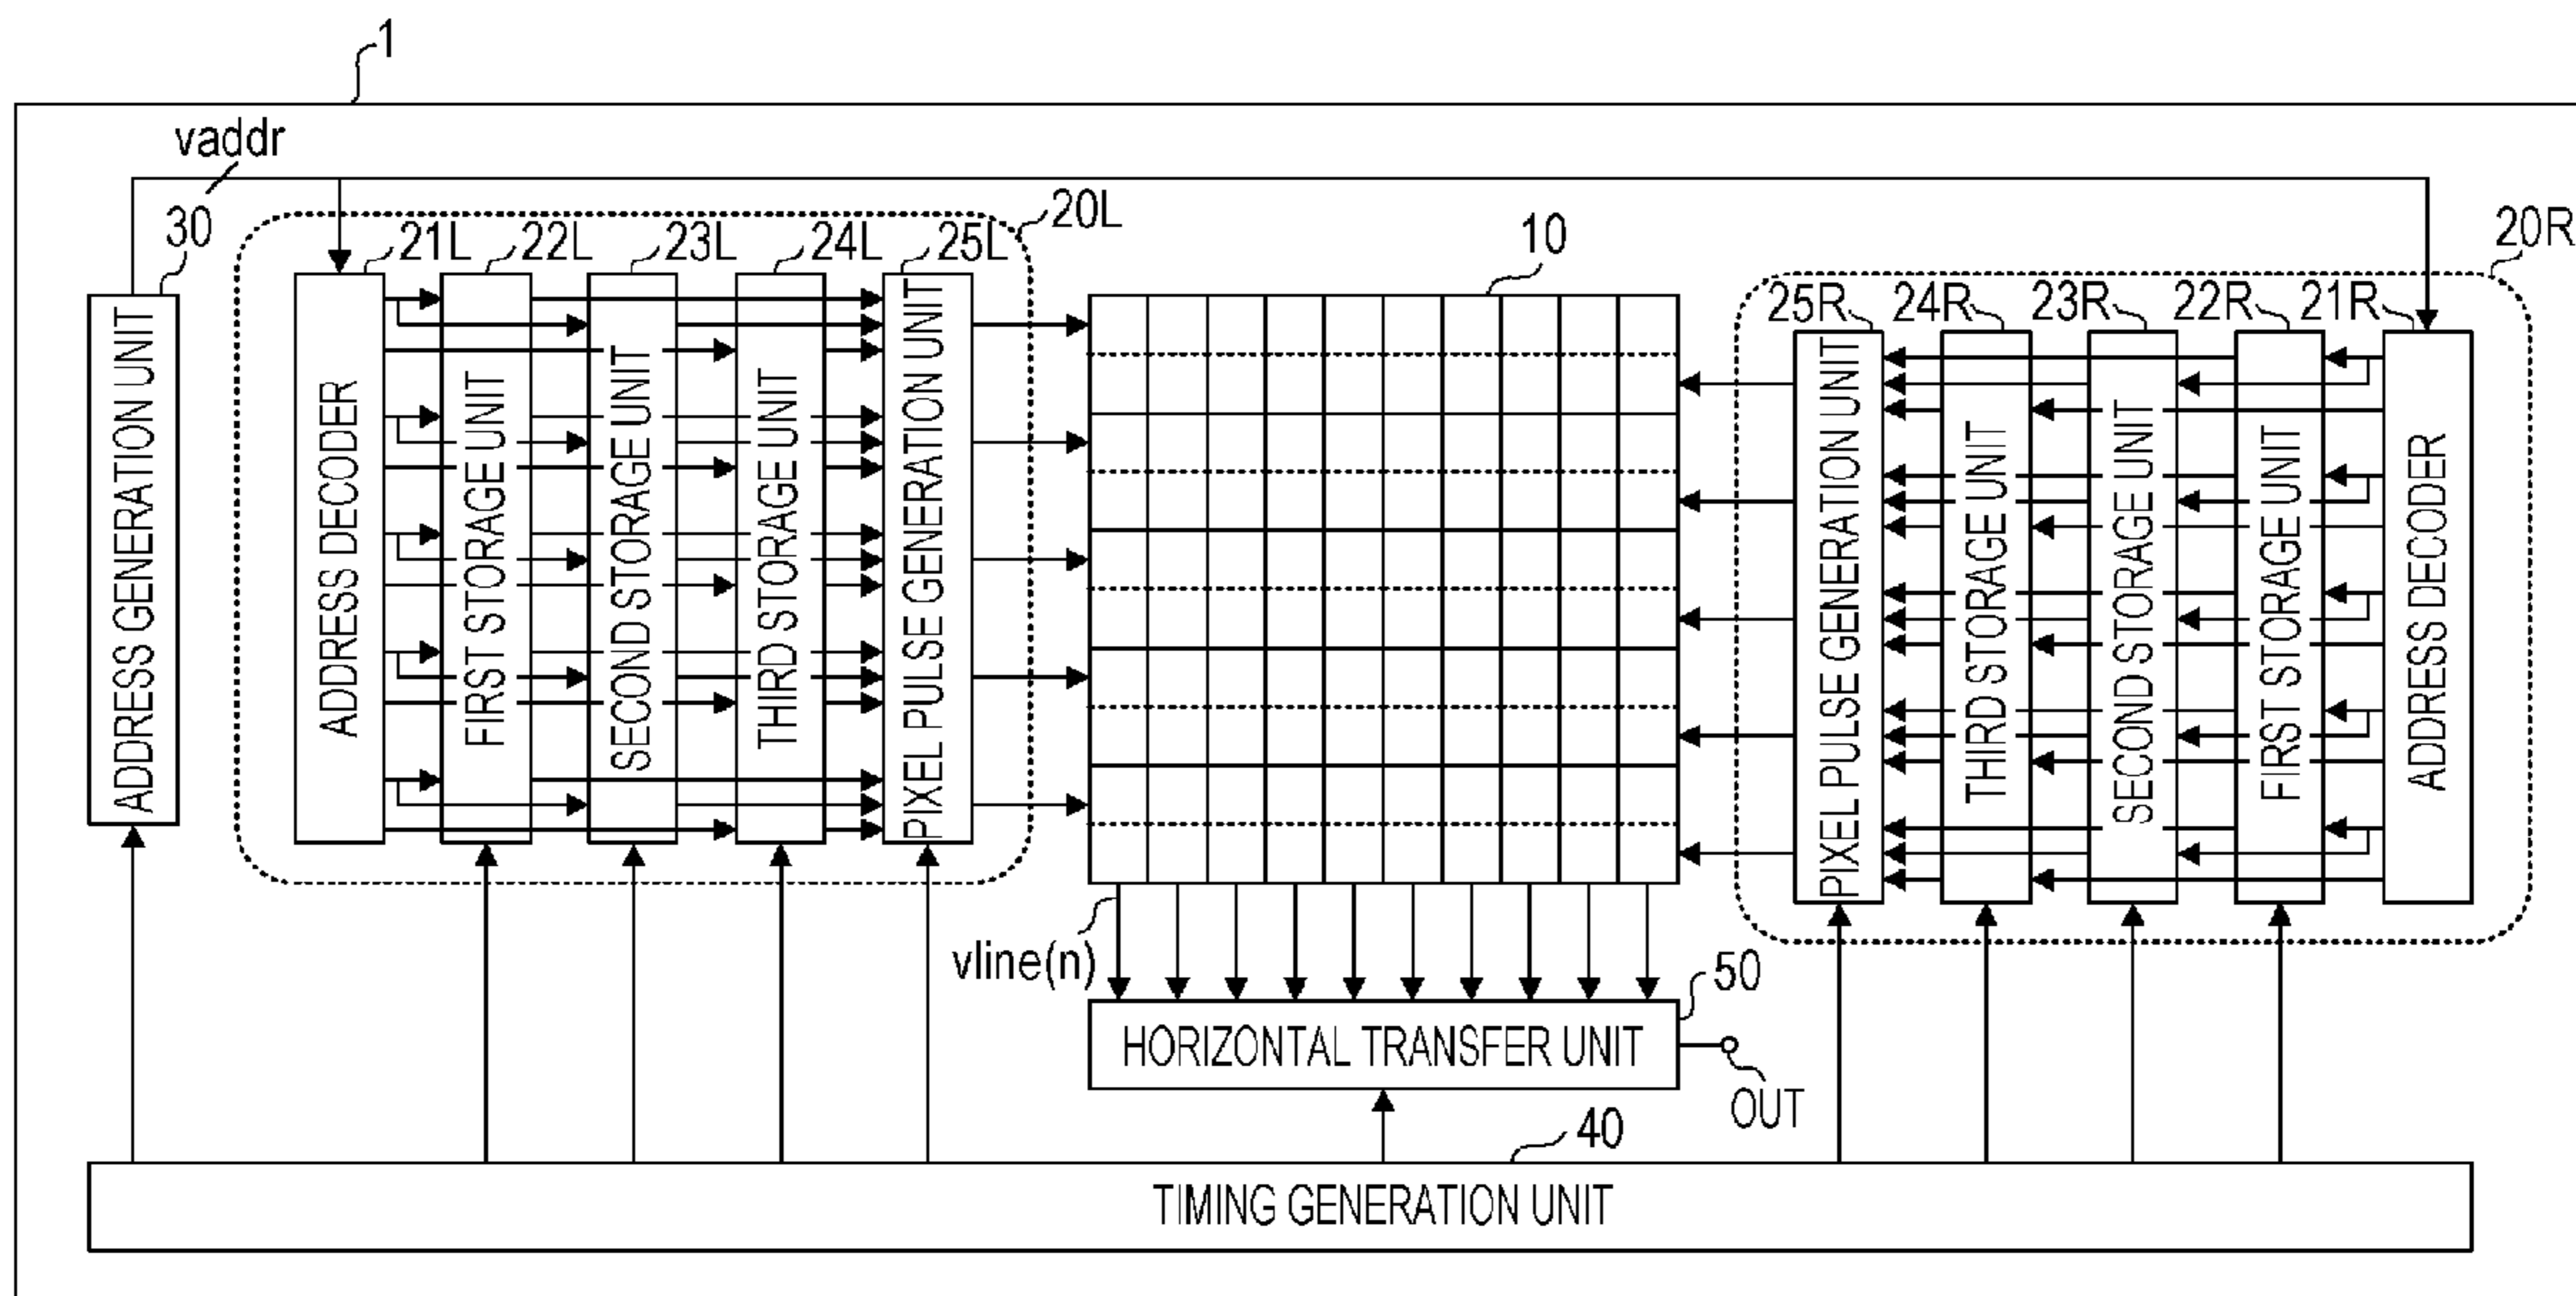 1
vaddr
30
20L
21L
22L
23L
24L
25L
10
20R
25R
24R
23R
22R
21R
ADDRESS GENERATION UNIT
ADDRESS DECODER
FIRST STORAGE UNIT
SECOND STORAGE UNIT
THIRD STORAGE UNIT
PIXEL PULSE GENERATION UNIT
PIXEL PULSE GENERATION UNIT
THIRD STORAGE UNIT
SECOND STORAGE UNIT
FIRST STORAGE UNIT
ADDRESS DECODER
vline(n)
50
HORIZONTAL TRANSFER UNIT
OUT
40
TIMING GENERATION UNIT